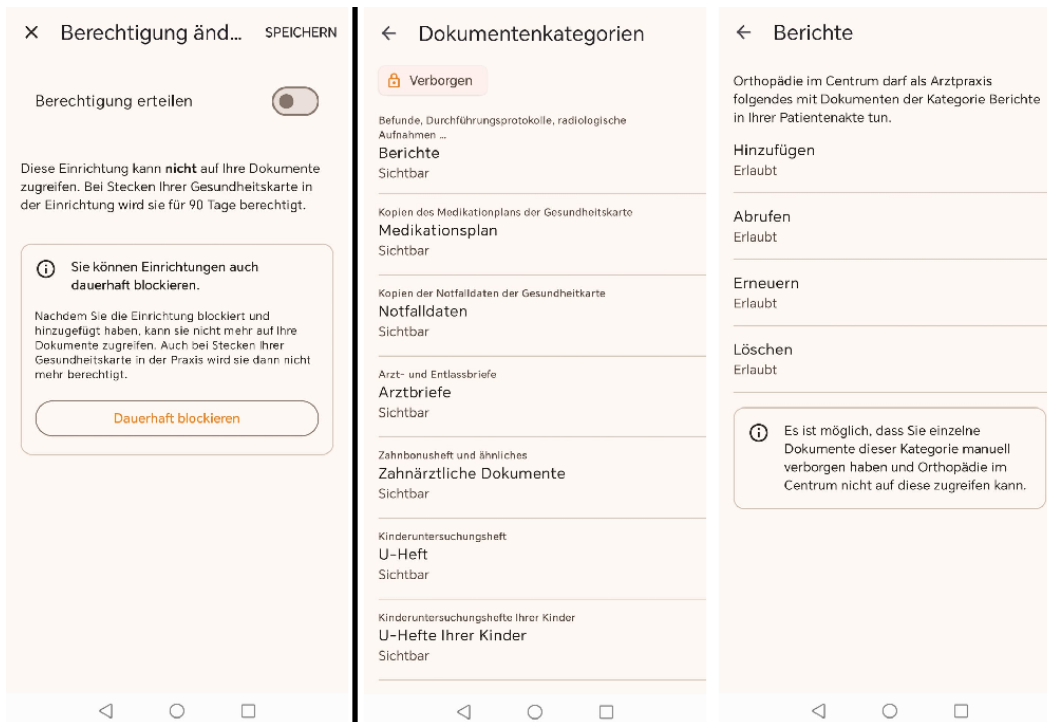 Berechtigung änd...
SPEICHERN
Berechtigung erteilen
Diese Einrichtung kann nicht auf Ihre Dokumente
zugreifen. Bei Stecken Ihrer Gesundheitskarte in
der Einrichtung wird sie für 90 Tage berechtigt.
Sie können Einrichtungen auch
dauerhaft blockieren.
Nachdem Sie die Einrichtung blockiert und
hinzugefügt haben, kann sie nicht mehr auf Ihre
Dokumente zugreifen. Auch bei Stecken Ihrer
Gesundheitskarte in der Praxis wird sie dann nicht
mehr berechtigt.
Dauerhaft blockieren
Dokumentenkategorien
Verborgen
Befunde, Durchführungsprotokolle, radiologische
Aufnahmen ...
Berichte
Sichtbar
Kopien des Medikationplans der Gesundheitskarte
Medikationsplan
Sichtbar
Kopien der Notfalldaten der Gesundheitkarte
Notfalldaten
Sichtbar
Arzt- und Entlassbriefe
Arztbriefe
Sichtbar
Zahnbonusheft und ähnliches
Zahnärztliche Dokumente
Sichtbar
Kinderuntersuchungsheft
U-Heft
Sichtbar
Kinderuntersuchungshefte Ihrer Kinder
U-Hefte Ihrer Kinder
Sichtbar
Berichte
Orthopädie im Centrum darf als Arztpraxis
folgendes mit Dokumenten der Kategorie Berichte
in Ihrer Patientenakte tun.
Hinzufügen
Erlaubt
Abrufen
Erlaubt
Erneuern
Erlaubt
Löschen
Erlaubt
Es ist möglich, dass Sie einzelne
Dokumente dieser Kategorie manuell
verborgen haben und Orthopädie im
Centrum nicht auf diese zugreifen kann.